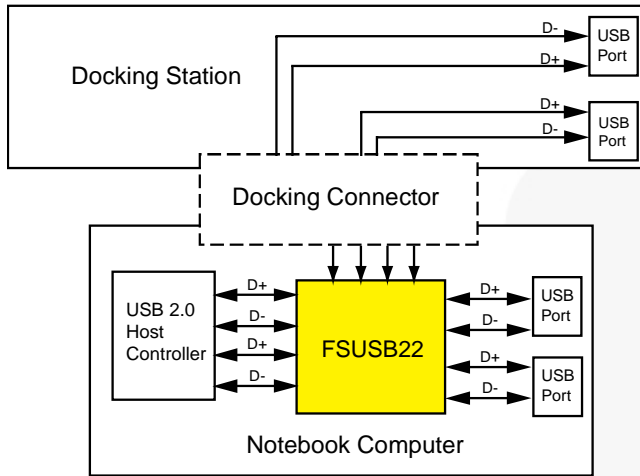 D-
USB
Port
D+
Docking Station
D+
USB
Port
D-
Docking Connector
USB 2.0
Host
Controller
D+
D-
D+
D-
FSUSB22
D+
D-
USB
Port
D+
D-
USB
Port
Notebook Computer